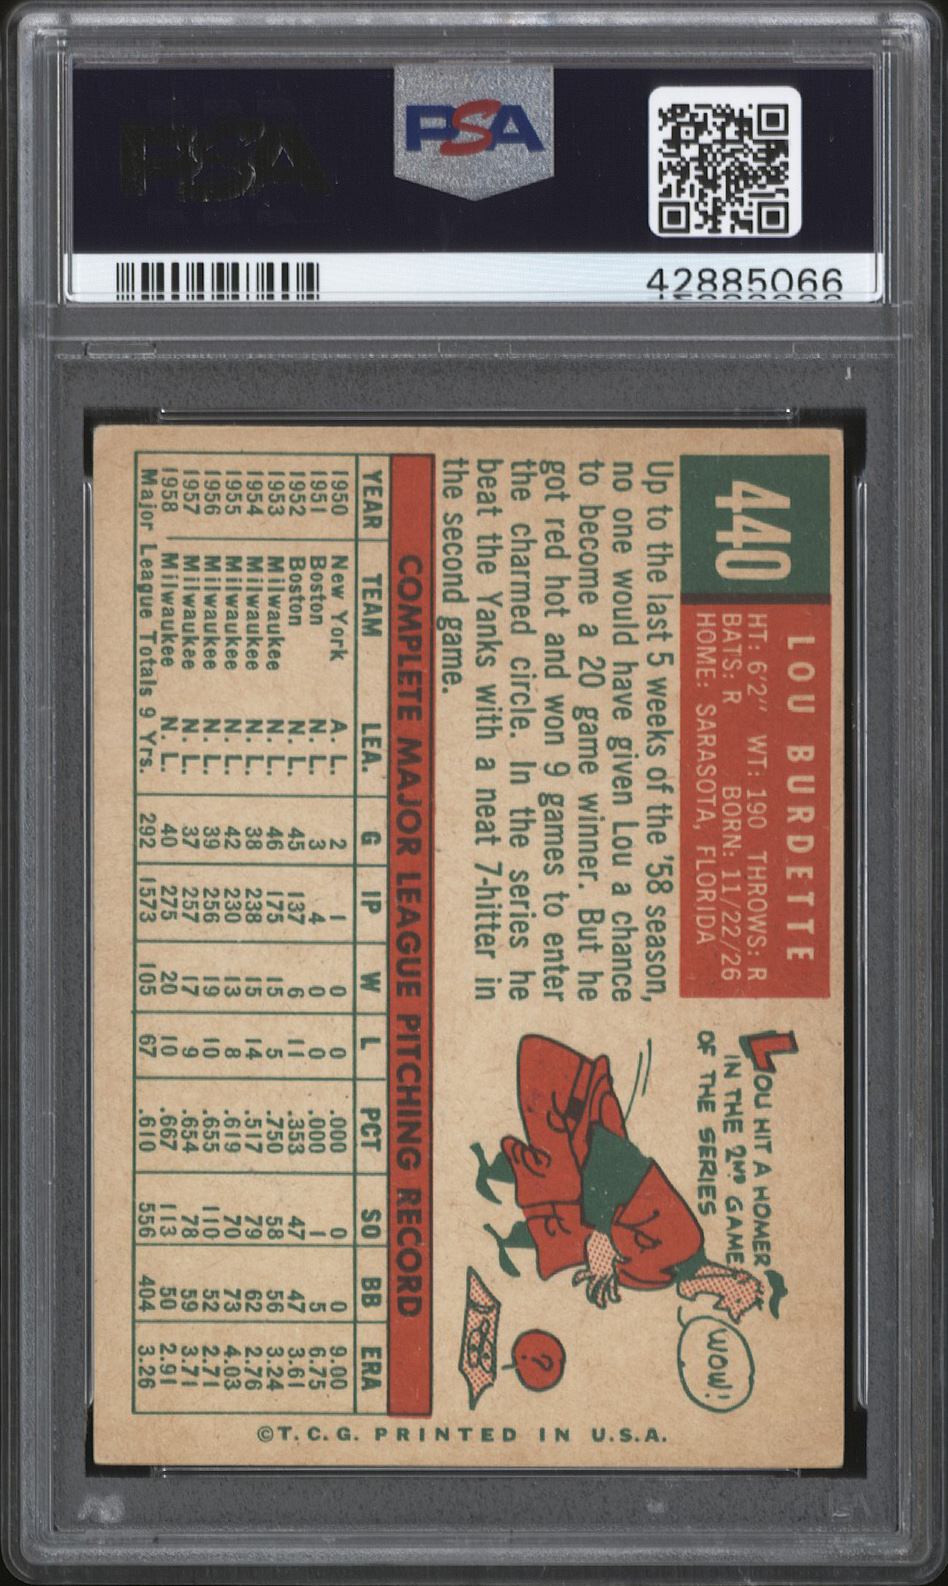 PSA
PSA
42885066
440
LOU BURDETTE
HT: 6'2" WT: 190 THROWS: R
BATS: R BORN: 11/22/26
HOME: SARASOTA, FLORIDA
Up to the last 5 weeks of the '58 season,
no one would have given Lou a chance
to become a 20 game winner. But he
got red hot and won 9 games to enter
the charmed circle. In the series he
beat the Yanks with a neat 7-hitter in
the second game.
LOU HIT A HOMER
IN THE 2ND GAME
OF THE SERIES
WOW!
?
COMPLETE MAJOR LEAGUE PITCHING RECORD
YEAR TEAM LEA. G IP W L PCT SO BB ERA
1950 New York A. L. 2 1 0 0 .000 0 0 9.00
1951 Boston N. L. 3 4 0 0 .000 1 5 6.75
1952 Boston N. L. 45 137 6 11 .353 47 47 3.61
1953 Milwaukee N. L. 46 175 15 5 .750 58 56 3.24
1954 Milwaukee N. L. 38 238 15 14 .517 79 62 2.76
1955 Milwaukee N. L. 42 230 13 8 .619 70 73 4.03
1956 Milwaukee N. L. 39 256 19 10 .655 110 52 2.71
1957 Milwaukee N. L. 37 257 17 9 .654 78 59 3.71
1958 Milwaukee N. L. 40 275 20 10 .667 113 50 2.91
Major League Totals 9 Yrs. 292 1573 105 67 .610 556 404 3.26
©T.C.G. PRINTED IN U.S.A.